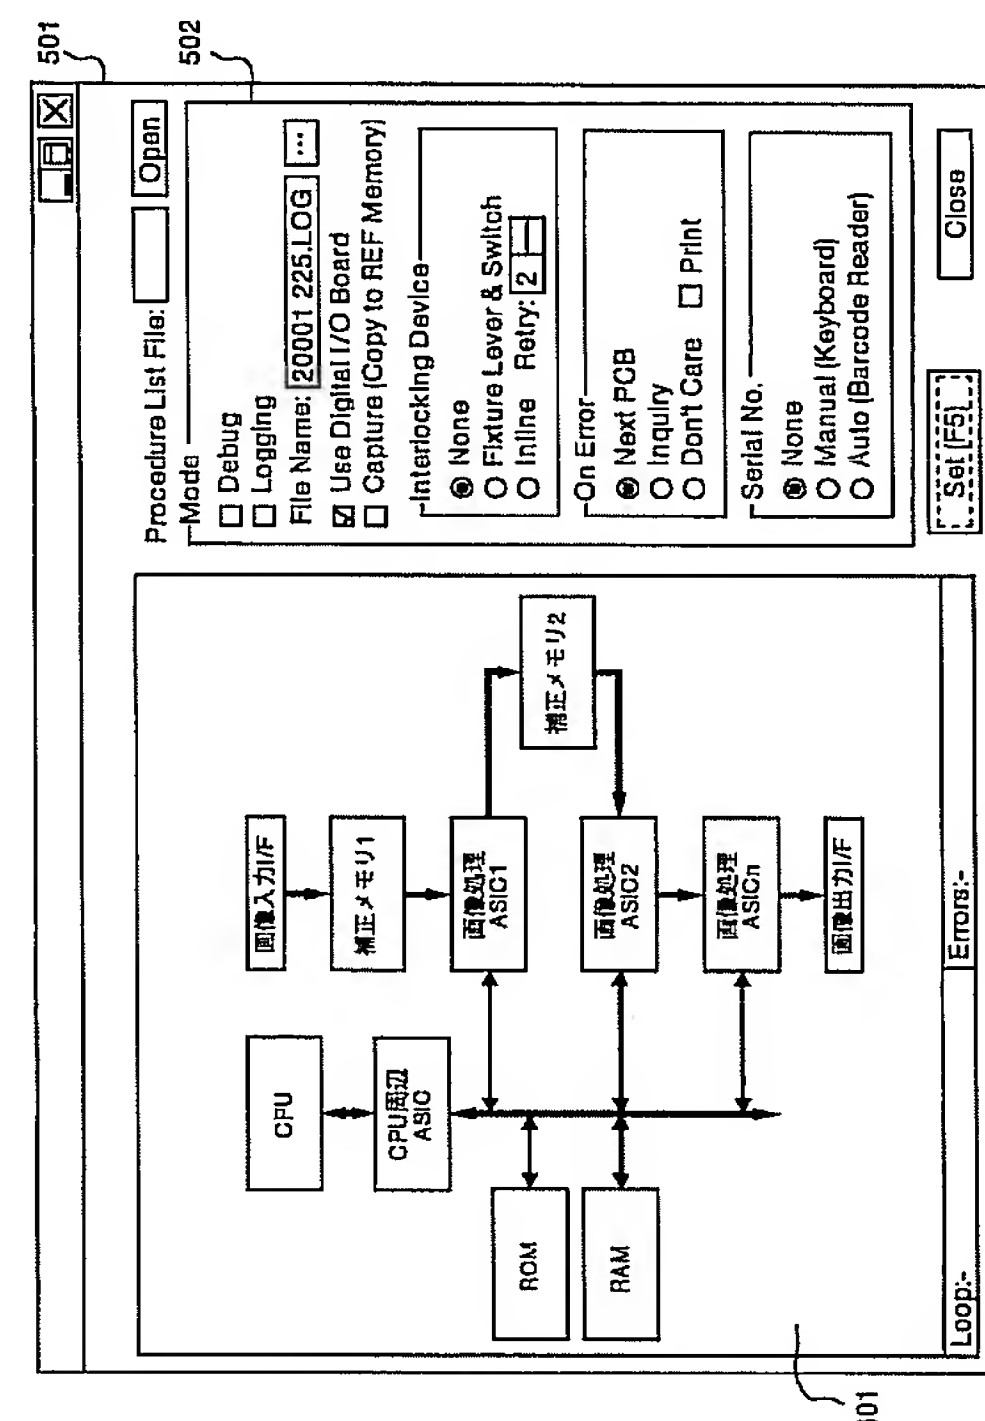 501
502
Procedure List File:
Open
Mode
Debug
Logging
File Name: 20001 225.LOG ...
Use Digital I/O Board
Capture (Copy to REF Memory)
Interlocking Device
None
Fixture Lever & Switch
Inline Retry: 2
On Error
Next PCB
Inquiry
Don't Care Print
Serial No.
None
Manual (Keyboard)
Auto (Barcode Reader)
Set (F5)
Close
CPU
CPU周辺
ASIC
ROM
RAM
画像入力I/F
補正メモリ1
画像処理
ASIC1
補正メモリ2
画像処理
ASIC2
画像処理
ASICn
画像出力I/F
Loop:-
Errors:-